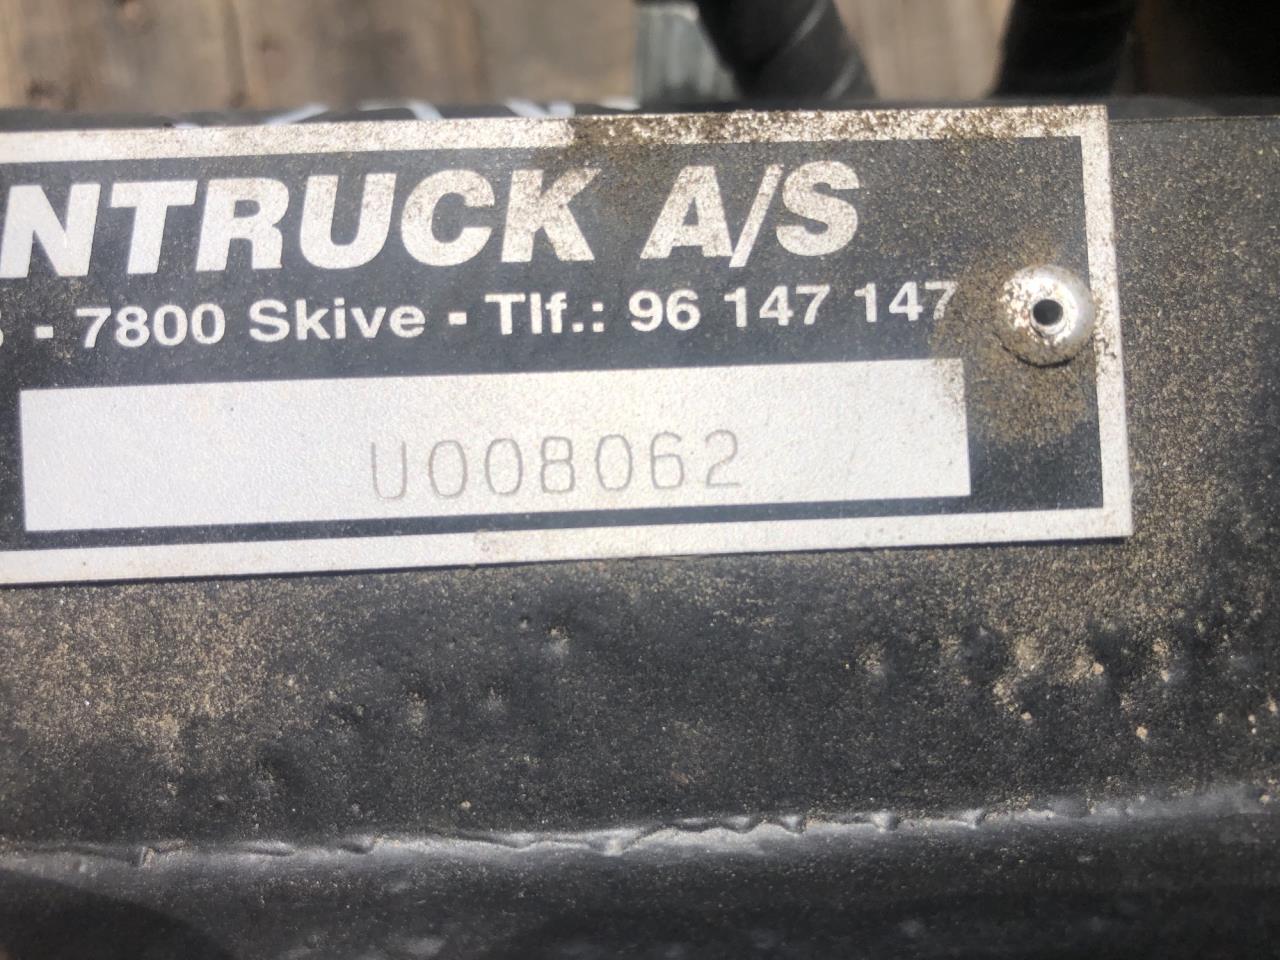 NTRUCK A/S
- 7800 Skive - Tlf.: 96 147 147
U008062